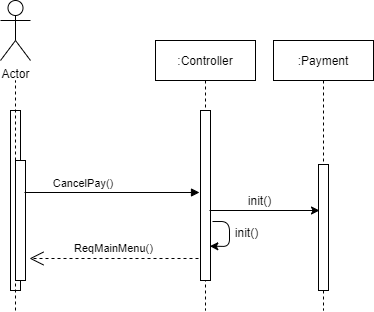 Actor
:Controller
:Payment
CancelPay()
init()
init()
ReqMainMenu()